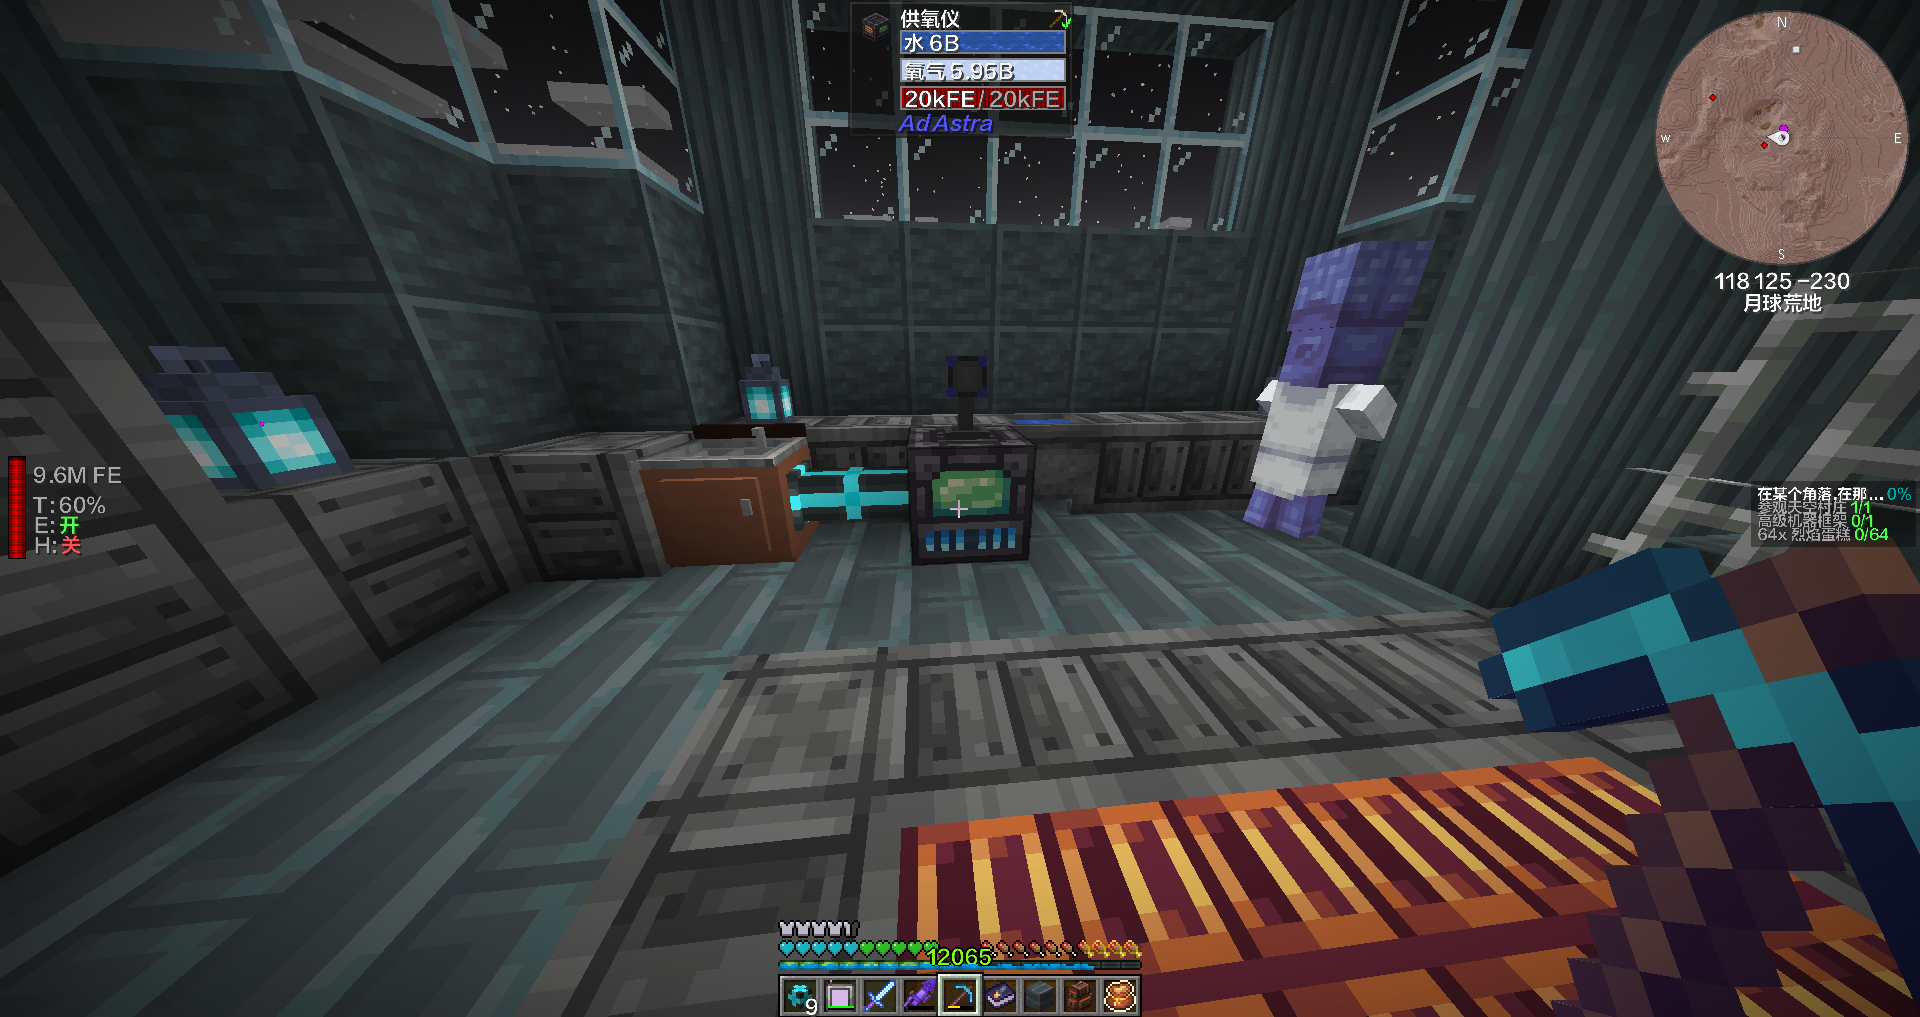 供氧仪
水 6B
氧气 5.95B
20kFE/20kFE
Ad Astra
N
W
E
S
118 125 -230
月球荒地
9.6M FE
T: 60%
E: 开
H: 关
在某个角落,在那... 0%
参观天空村庄 1/1
高级机器框架 0/1
64x 烈焰蛋糕 0/64
12065
9